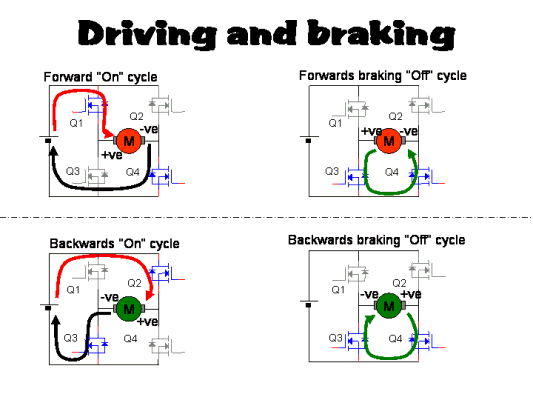 Driving and braking
Forward "On" cycle
Forwards braking "Off" cycle
Q1
Q2
-ve
M
+ve
Q3
Q4
Q1
Q2
+ve
-ve
M
Q3
Q4
Backwards "On" cycle
Backwards braking "Off" cycle
Q1
Q2
-ve
M
+ve
Q3
Q4
Q1
Q2
-ve
+ve
M
Q3
Q4